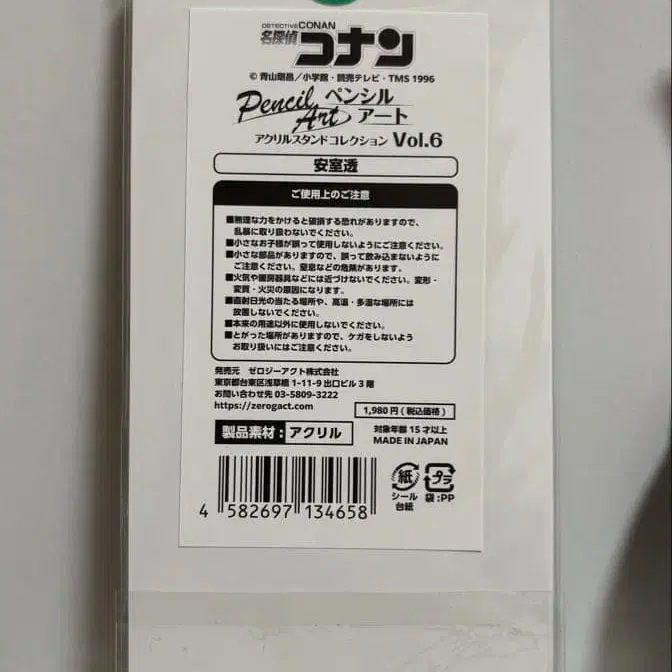 DETECTIVE CONAN
名探偵コナン
© 青山剛昌/小学館・読売テレビ・TMS 1996
Pencil Art ペンシルアート
アクリルスタンドコレクション Vol.6
安室透
ご使用上のご注意
■無理な力をかけると破損する恐れがありますので、
乱暴に取り扱わないでください。
■小さなお子様が誤って使用しないようにご注意ください。
■小さな部品がありますので、誤って飲み込まないように
ご注意ください。窒息などの危険があります。
■火気や暖房器具などには近づけないでください。変形・
変質・火災の原因になります。
■直射日光の当たる場所や、高温・多湿な場所には
放置しないでください。
■本来の用途以外に使用しないでください。
■とがった場所がありますので、ケガをしないよう
お取り扱いにはご注意ください。
発売元 ゼロジーアクト株式会社
東京都台東区浅草橋 1-11-9 出口ビル 3 階
お問い合わせ先 03-5809-3222
https://zerogact.com
1,980 円 ( 税込価格 )
製品素材:アクリル
対象年齢 15 才以上
MADE IN JAPAN
紙
シール
台紙
プラ
袋:PP
4 582697 134658